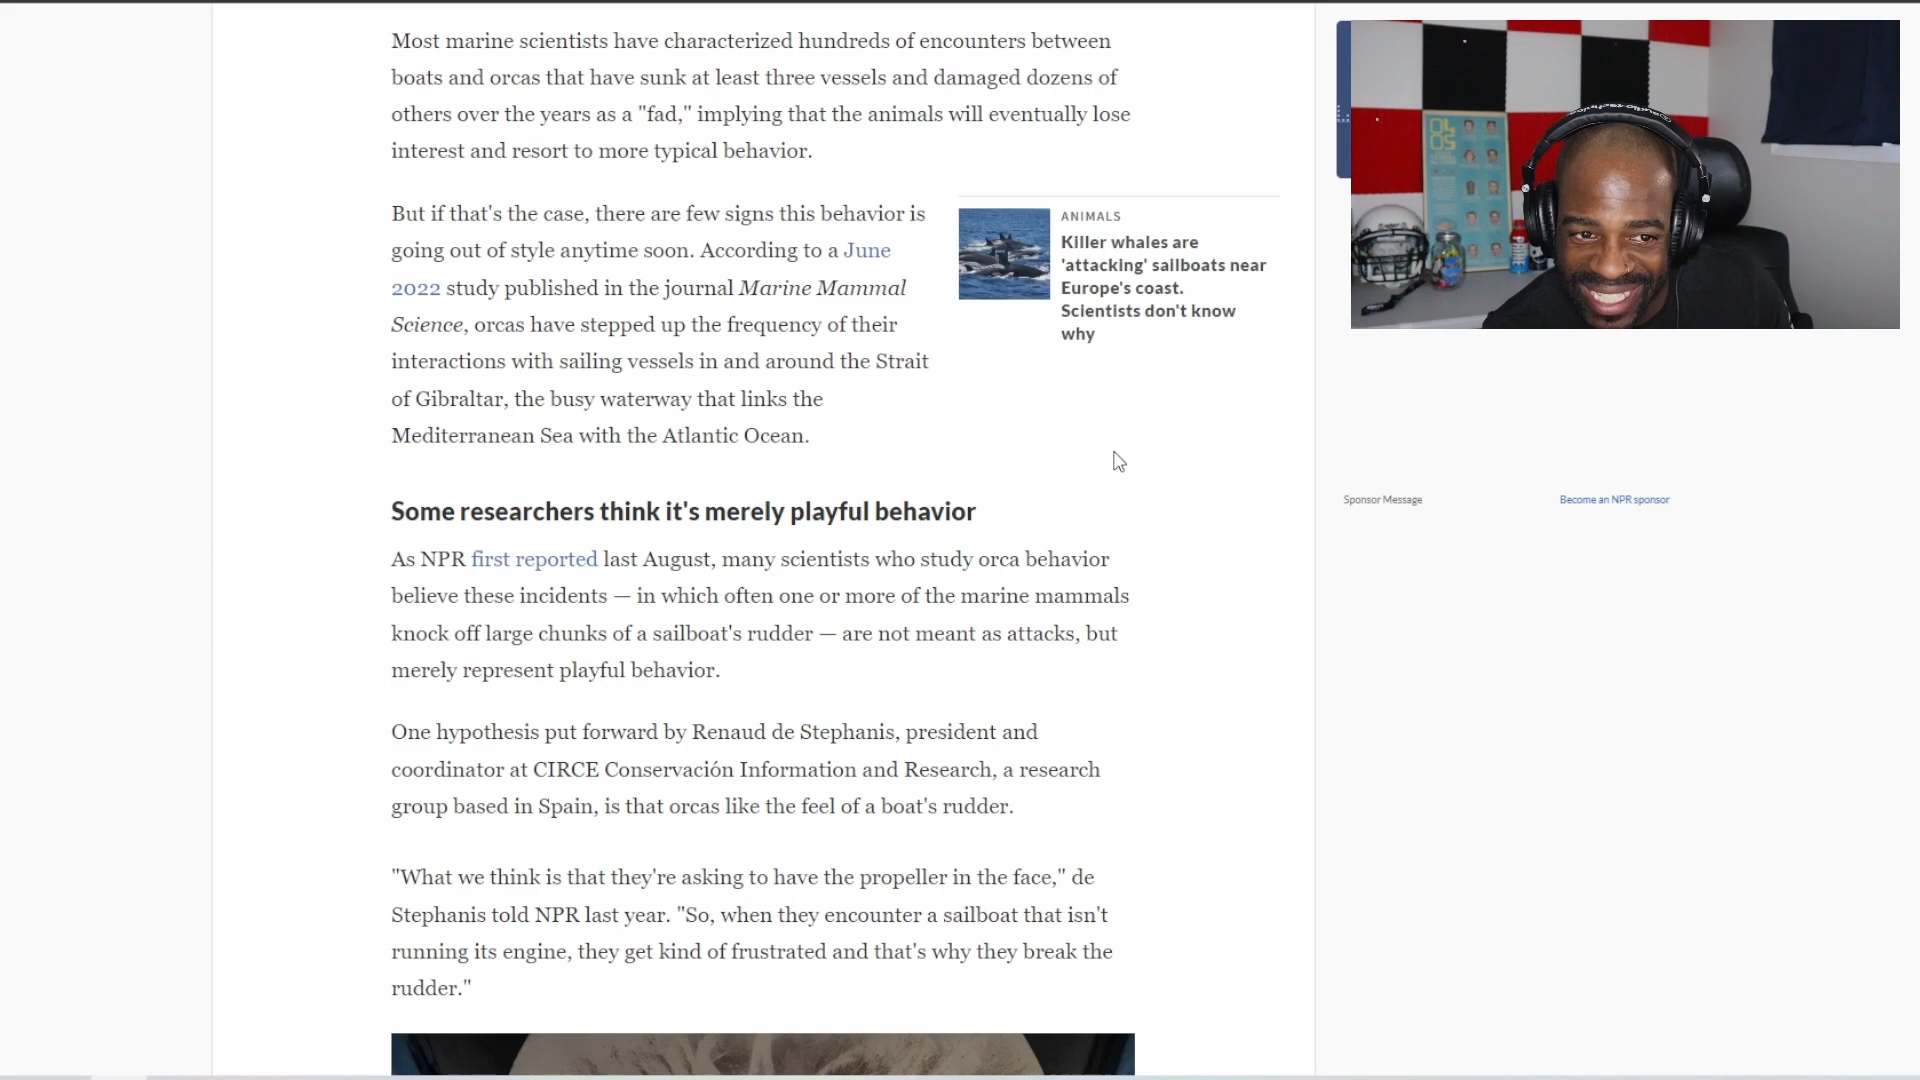 Most marine scientists have characterized hundreds of encounters between
boats and orcas that have sunk at least three vessels and damaged dozens of
others over the years as a "fad," implying that the animals will eventually lose
interest and resort to more typical behavior.
But if that's the case, there are few signs this behavior is
going out of style anytime soon. According to a June
2022 study published in the journal Marine Mammal
Science, orcas have stepped up the frequency of their
interactions with sailing vessels in and around the Strait
of Gibraltar, the busy waterway that links the
Mediterranean Sea with the Atlantic Ocean.
ANIMALS
Killer whales are
'attacking' sailboats near
Europe's coast.
Scientists don't know
why
Some researchers think it's merely playful behavior
As NPR first reported last August, many scientists who study orca behavior
believe these incidents — in which often one or more of the marine mammals
knock off large chunks of a sailboat's rudder — are not meant as attacks, but
merely represent playful behavior.
One hypothesis put forward by Renaud de Stephanis, president and
coordinator at CIRCE Conservación Information and Research, a research
group based in Spain, is that orcas like the feel of a boat's rudder.
"What we think is that they're asking to have the propeller in the face," de
Stephanis told NPR last year. "So, when they encounter a sailboat that isn't
running its engine, they get kind of frustrated and that's why they break the
rudder."
audio-technica
04
05
PRIME
Sponsor Message
Become an NPR sponsor